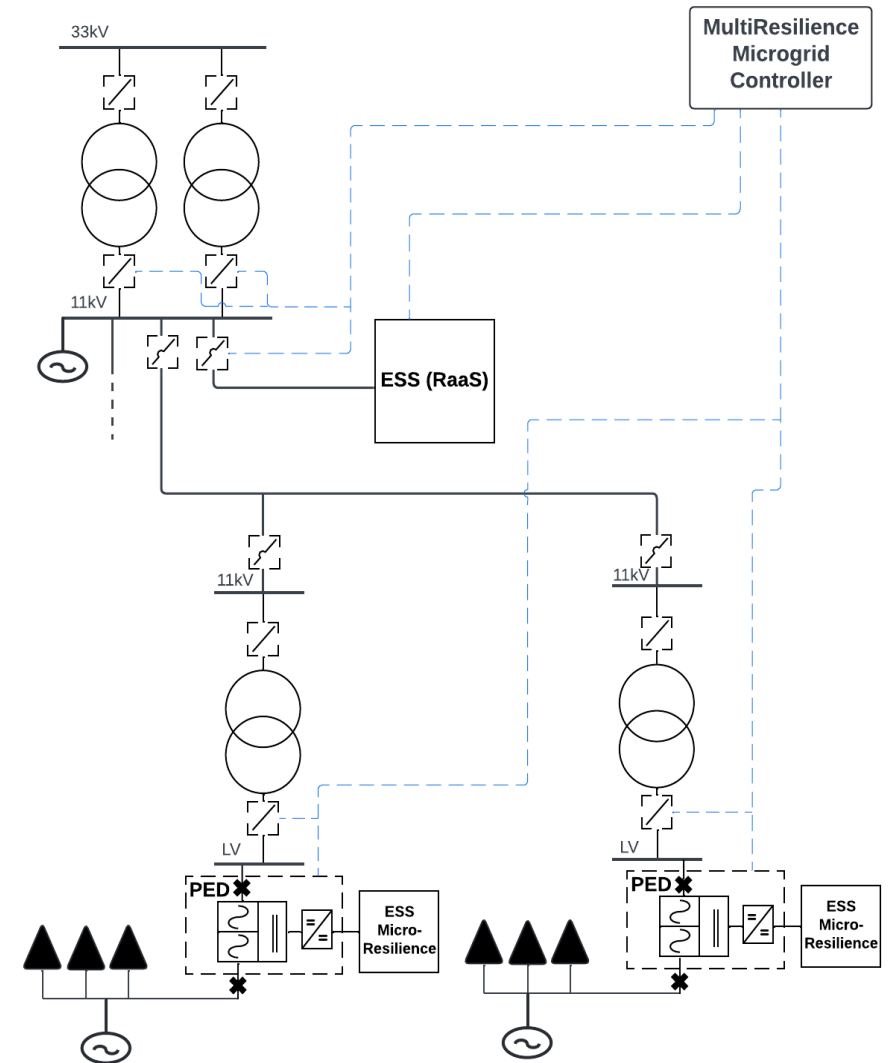 33kV
MultiResilience
Microgrid
Controller
11kV
ESS (RaaS)
11kV
11kV
LV
LV
PED
ESS
Micro-
Resilience
PED
ESS
Micro-
Resilience